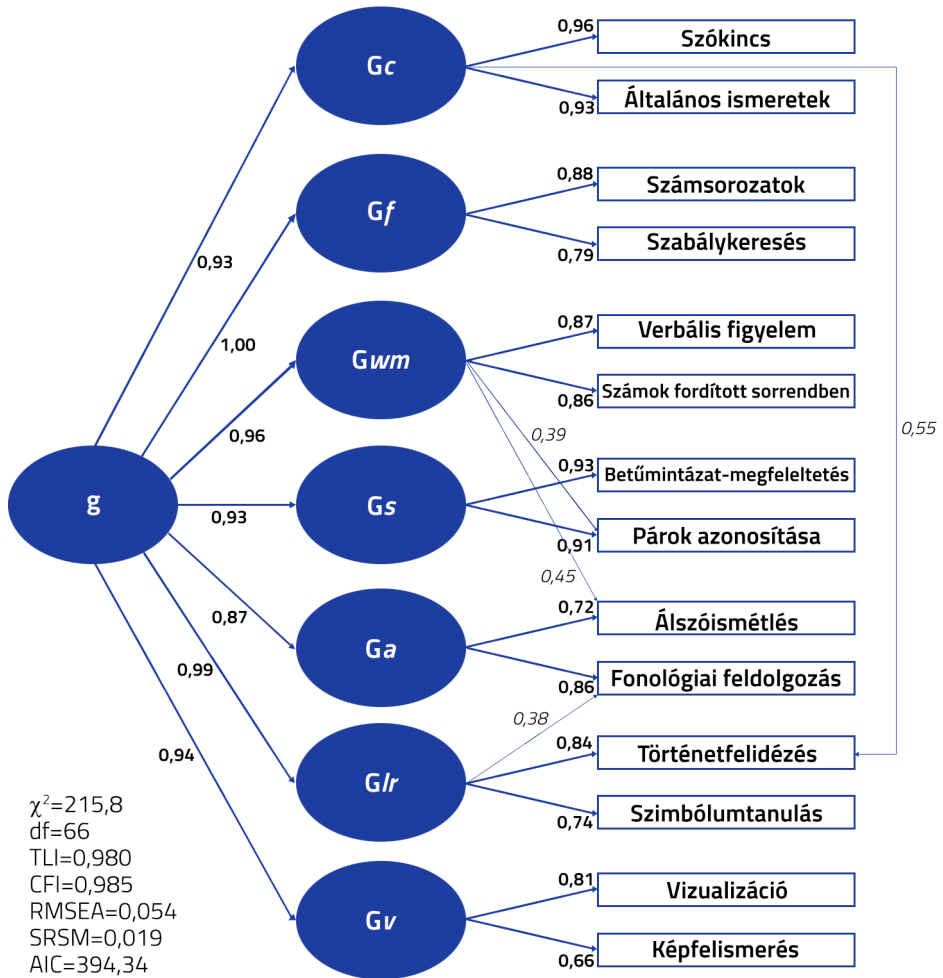 0,96
Szókincs
Gc
0,93
Általános ismeretek
0,88
Számsorozatok
Gf
0,79
Szabálykeresés
0,93
1,00
0,87
Verbális figyelem
Gwm
0,86
Számok fordított sorrendben
0,96
0,39
0,55
0,93
Betűmintázat-megfeleltetés
g
0,93
Gs
0,91
Párok azonosítása
0,45
0,87
0,72
Álszóismétlés
Ga
0,86
Fonológiai feldolgozás
0,99
0,38
0,94
0,84
Történetfelidézés
Glr
0,74
Szimbólumtanulás
χ²=215,8
df=66
TLI=0,980
CFI=0,985
RMSEA=0,054
SRSM=0,019
AIC=394,34
0,81
Vizualizáció
Gv
0,66
Képfelismerés